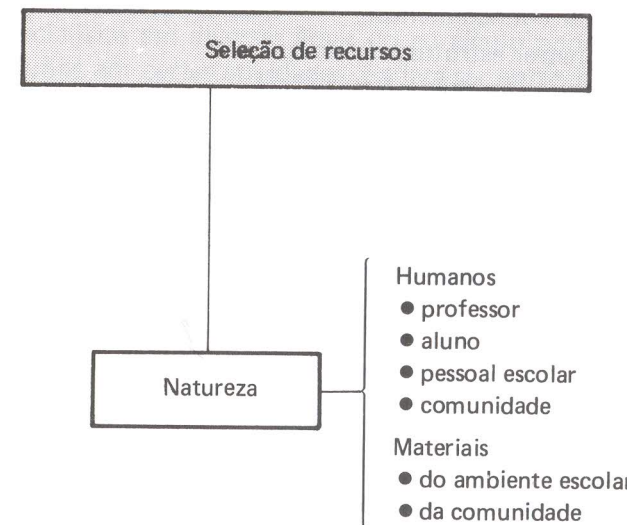 Seleção de recursos
Natureza
Humanos
● professor
● aluno
● pessoal escolar
● comunidade
Materiais
● do ambiente escolar
● da comunidade